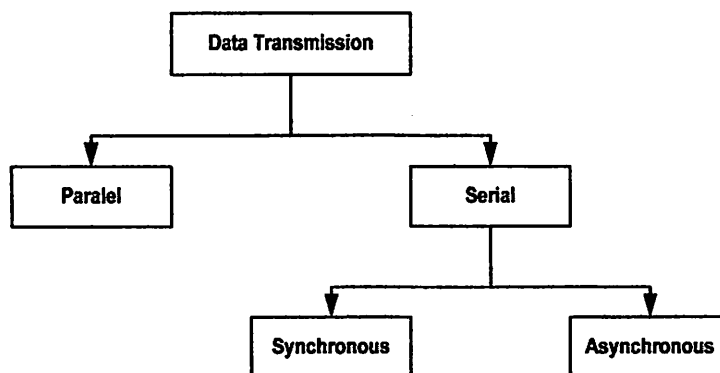 Data Transmission
Paralel
Serial
Synchronous
Asynchronous